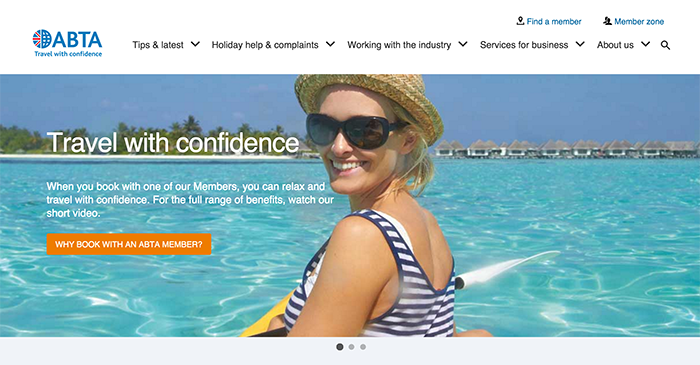 Find a member
Member zone
ABTA
Travel with confidence
Tips & latest
Holiday help & complaints
Working with the industry
Services for business
About us
Travel with confidence
When you book with one of our Members, you can relax and
travel with confidence. For the full range of benefits, watch our
short video.
WHY BOOK WITH AN ABTA MEMBER?